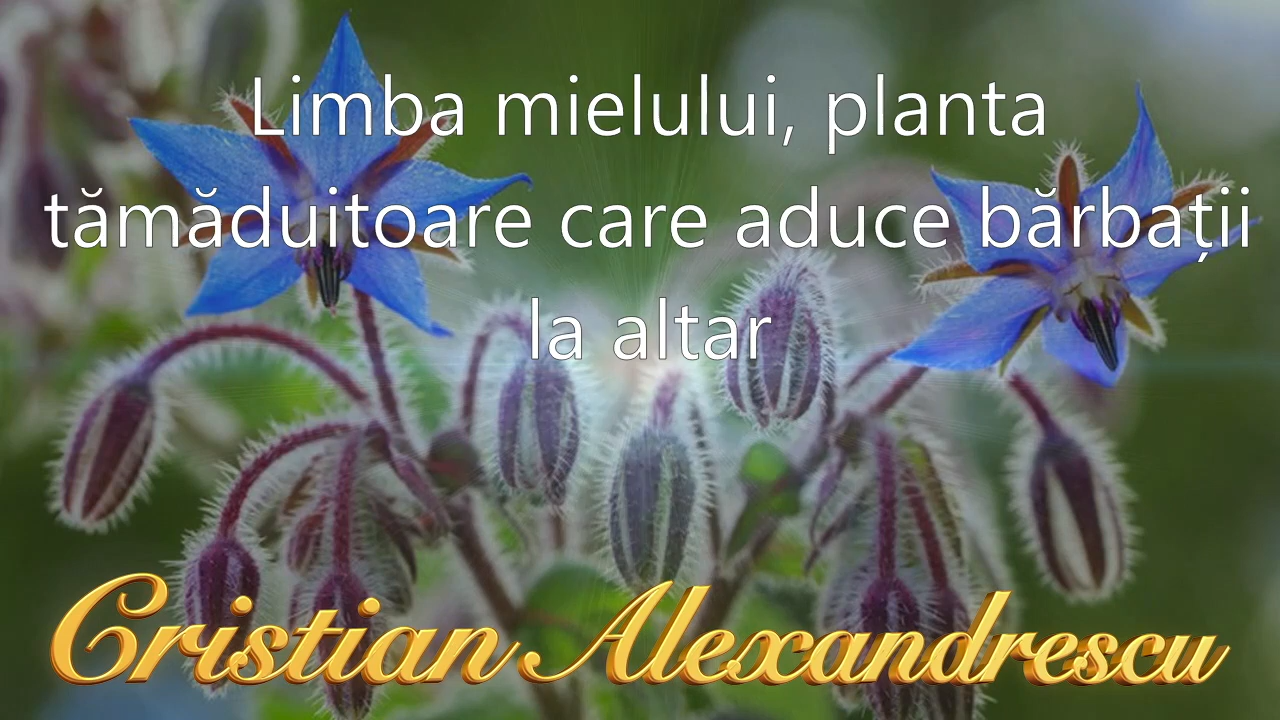 Limba mielului, planta
tămăduitoare care aduce bărbații
la altar
Cristian Alexandrescu